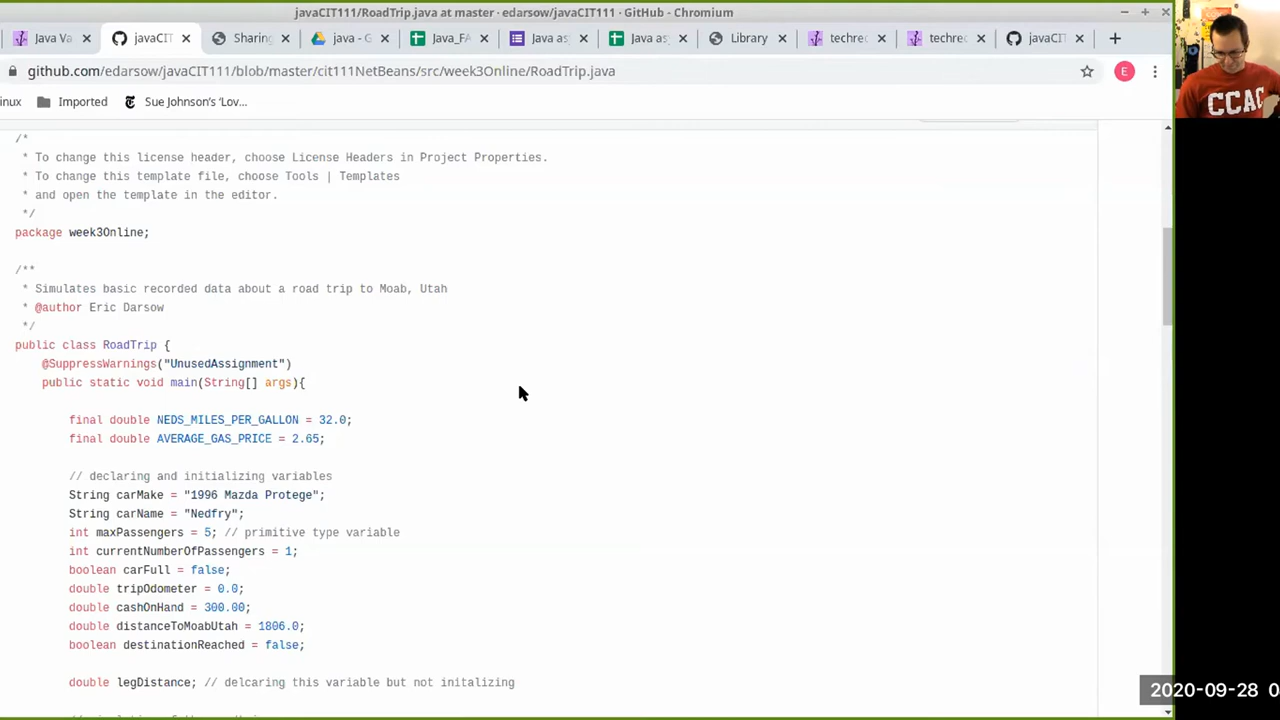 javaCIT111/RoadTrip.java at master · edarsow/javaCIT111 · GitHub - Chromium
Java Va
javaCIT
Sharing
java - G
Java_FA
Java as
Java as
Library
techrec
techrec
javaCIT
github.com/edarsow/javaCIT111/blob/master/cit111NetBeans/src/week3Online/RoadTrip.java
E
inux
Imported
Sue Johnson's 'Lov...
CCAC
/*
* To change this license header, choose License Headers in Project Properties.
* To change this template file, choose Tools | Templates
* and open the template in the editor.
*/
package week3Online;
/**
* Simulates basic recorded data about a road trip to Moab, Utah
* @author Eric Darsow
*/
public class RoadTrip {
@SuppressWarnings("UnusedAssignment")
public static void main(String[] args){
final double NEDS_MILES_PER_GALLON = 32.0;
final double AVERAGE_GAS_PRICE = 2.65;
// declaring and initializing variables
String carMake = "1996 Mazda Protege";
String carName = "Nedfry";
int maxPassengers = 5; // primitive type variable
int currentNumberOfPassengers = 1;
boolean carFull = false;
double tripOdometer = 0.0;
double cashOnHand = 300.00;
double distanceToMoabUtah = 1806.0;
boolean destinationReached = false;
double legDistance; // delcaring this variable but not initalizing
2020-09-28 0